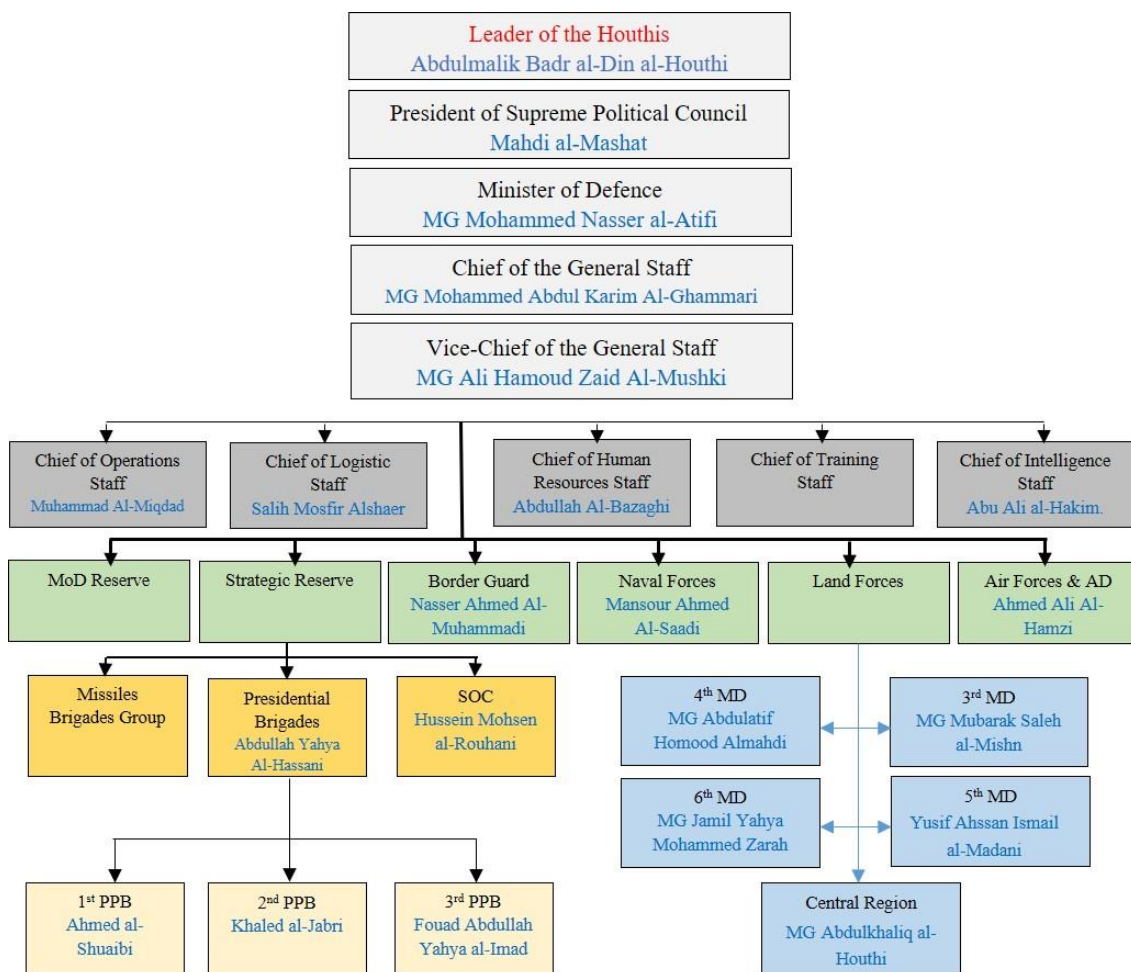 Leader of the Houthis
Abdulmalik Badr al-Din al-Houthi
President of Supreme Political Council
Mahdi al-Mashat
Minister of Defence
MG Mohammed Nasser al-Atifi
Chief of the General Staff
MG Mohammed Abdul Karim Al-Ghammari
Vice-Chief of the General Staff
MG Ali Hamoud Zaid Al-Mushki
Chief of Operations
Staff
Muhammad Al-Miqdad
Chief of Logistic
Staff
Salih Mosfir Alshaer
Chief of Human
Resources Staff
Abdullah Al-Bazaghi
Chief of Training
Staff
Chief of Intelligence
Staff
Abu Ali al-Hakim.
MoD Reserve
Strategic Reserve
Border Guard
Nasser Ahmed Al-
Muhammadi
Naval Forces
Mansour Ahmed
Al-Saadi
Land Forces
Air Forces & AD
Ahmed Ali Al-
Hamzi
Missiles
Brigades Group
Presidential
Brigades
Abdullah Yahya
Al-Hassani
SOC
Hussein Mohsen
al-Rouhani
4th MD
MG Abdulatif
Homood Almahdi
3rd MD
MG Mubarak Saleh
al-Mishn
6th MD
MG Jamil Yahya
Mohammed Zarah
5th MD
Yusif Ahssan Ismail
al-Madani
1st PPB
Ahmed al-
Shuaibi
2nd PPB
Khaled al-Jabri
3rd PPB
Fouad Abdullah
Yahya al-Imad
Central Region
MG Abdulkhaliq al-
Houthi